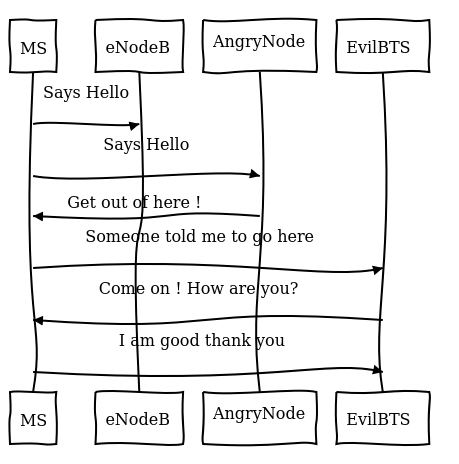 MS eNodeB AngryNode EvilBTS
Says Hello
Says Hello
Get out of here !
Someone told me to go here
Come on ! How are you?
I am good thank you
MS eNodeB AngryNode EvilBTS